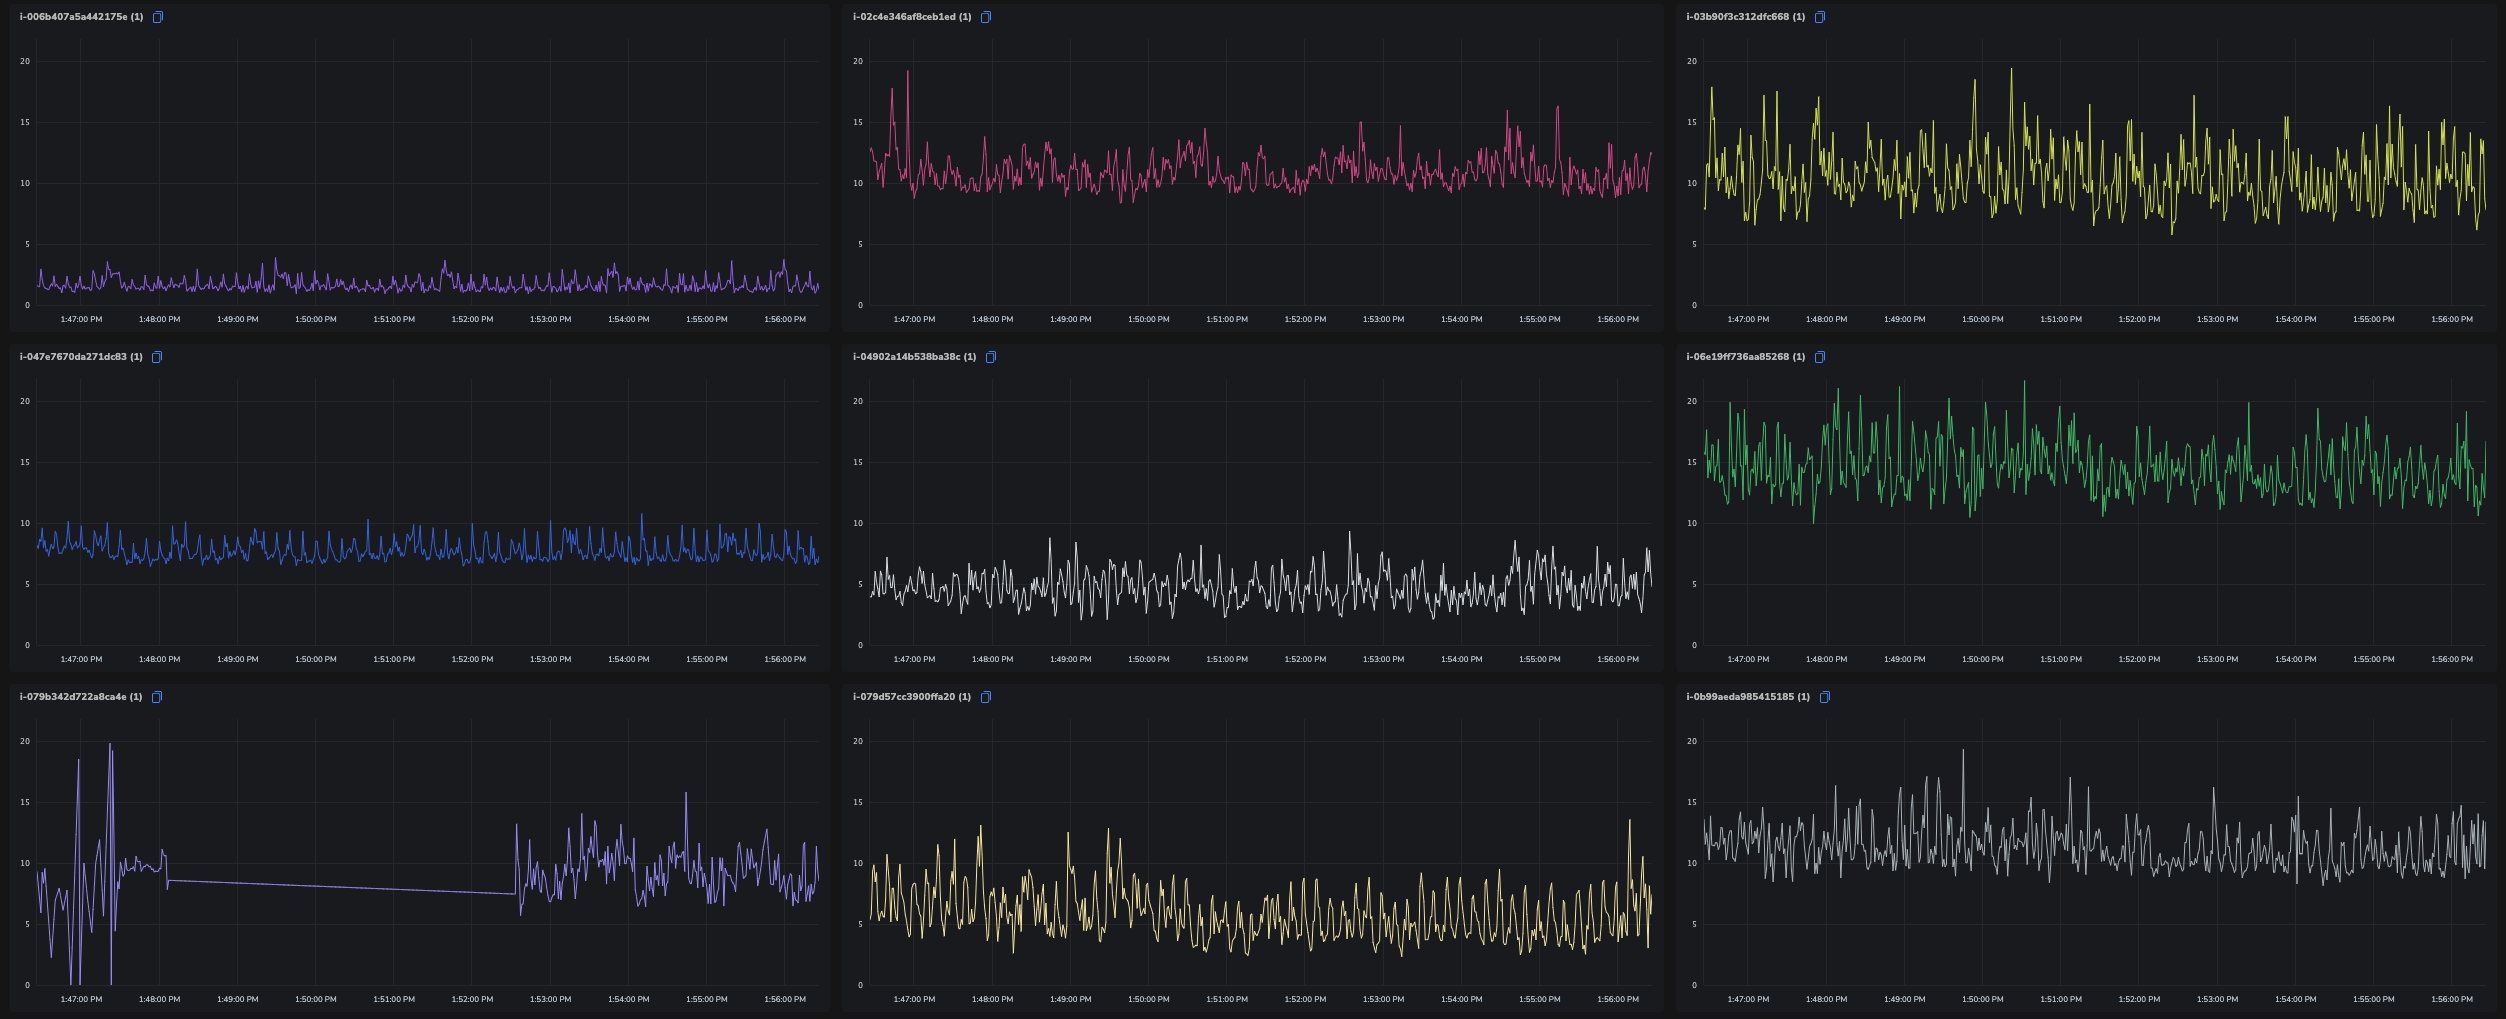 i-006b407a5a442175e (1)
20
15
10
5
0
1:47:00 PM 1:48:00 PM 1:49:00 PM 1:50:00 PM 1:51:00 PM 1:52:00 PM 1:53:00 PM 1:54:00 PM 1:55:00 PM 1:56:00 PM
i-02c4e346af8ceb1ed (1)
20
15
10
5
0
1:47:00 PM 1:48:00 PM 1:49:00 PM 1:50:00 PM 1:51:00 PM 1:52:00 PM 1:53:00 PM 1:54:00 PM 1:55:00 PM 1:56:00 PM
i-03b90f3c312dfc668 (1)
20
15
10
5
0
1:47:00 PM 1:48:00 PM 1:49:00 PM 1:50:00 PM 1:51:00 PM 1:52:00 PM 1:53:00 PM 1:54:00 PM 1:55:00 PM 1:56:00 PM
i-047e7670da271dc83 (1)
20
15
10
5
0
1:47:00 PM 1:48:00 PM 1:49:00 PM 1:50:00 PM 1:51:00 PM 1:52:00 PM 1:53:00 PM 1:54:00 PM 1:55:00 PM 1:56:00 PM
i-04902a14b538ba38c (1)
20
15
10
5
0
1:47:00 PM 1:48:00 PM 1:49:00 PM 1:50:00 PM 1:51:00 PM 1:52:00 PM 1:53:00 PM 1:54:00 PM 1:55:00 PM 1:56:00 PM
i-06e19ff736aa85268 (1)
20
15
10
5
0
1:47:00 PM 1:48:00 PM 1:49:00 PM 1:50:00 PM 1:51:00 PM 1:52:00 PM 1:53:00 PM 1:54:00 PM 1:55:00 PM 1:56:00 PM
i-079b342d722a8ca4e (1)
20
15
10
5
0
1:47:00 PM 1:48:00 PM 1:49:00 PM 1:50:00 PM 1:51:00 PM 1:52:00 PM 1:53:00 PM 1:54:00 PM 1:55:00 PM 1:56:00 PM
i-079d57cc3900ffa20 (1)
20
15
10
5
0
1:47:00 PM 1:48:00 PM 1:49:00 PM 1:50:00 PM 1:51:00 PM 1:52:00 PM 1:53:00 PM 1:54:00 PM 1:55:00 PM 1:56:00 PM
i-0b99aeda985415185 (1)
20
15
10
5
0
1:47:00 PM 1:48:00 PM 1:49:00 PM 1:50:00 PM 1:51:00 PM 1:52:00 PM 1:53:00 PM 1:54:00 PM 1:55:00 PM 1:56:00 PM